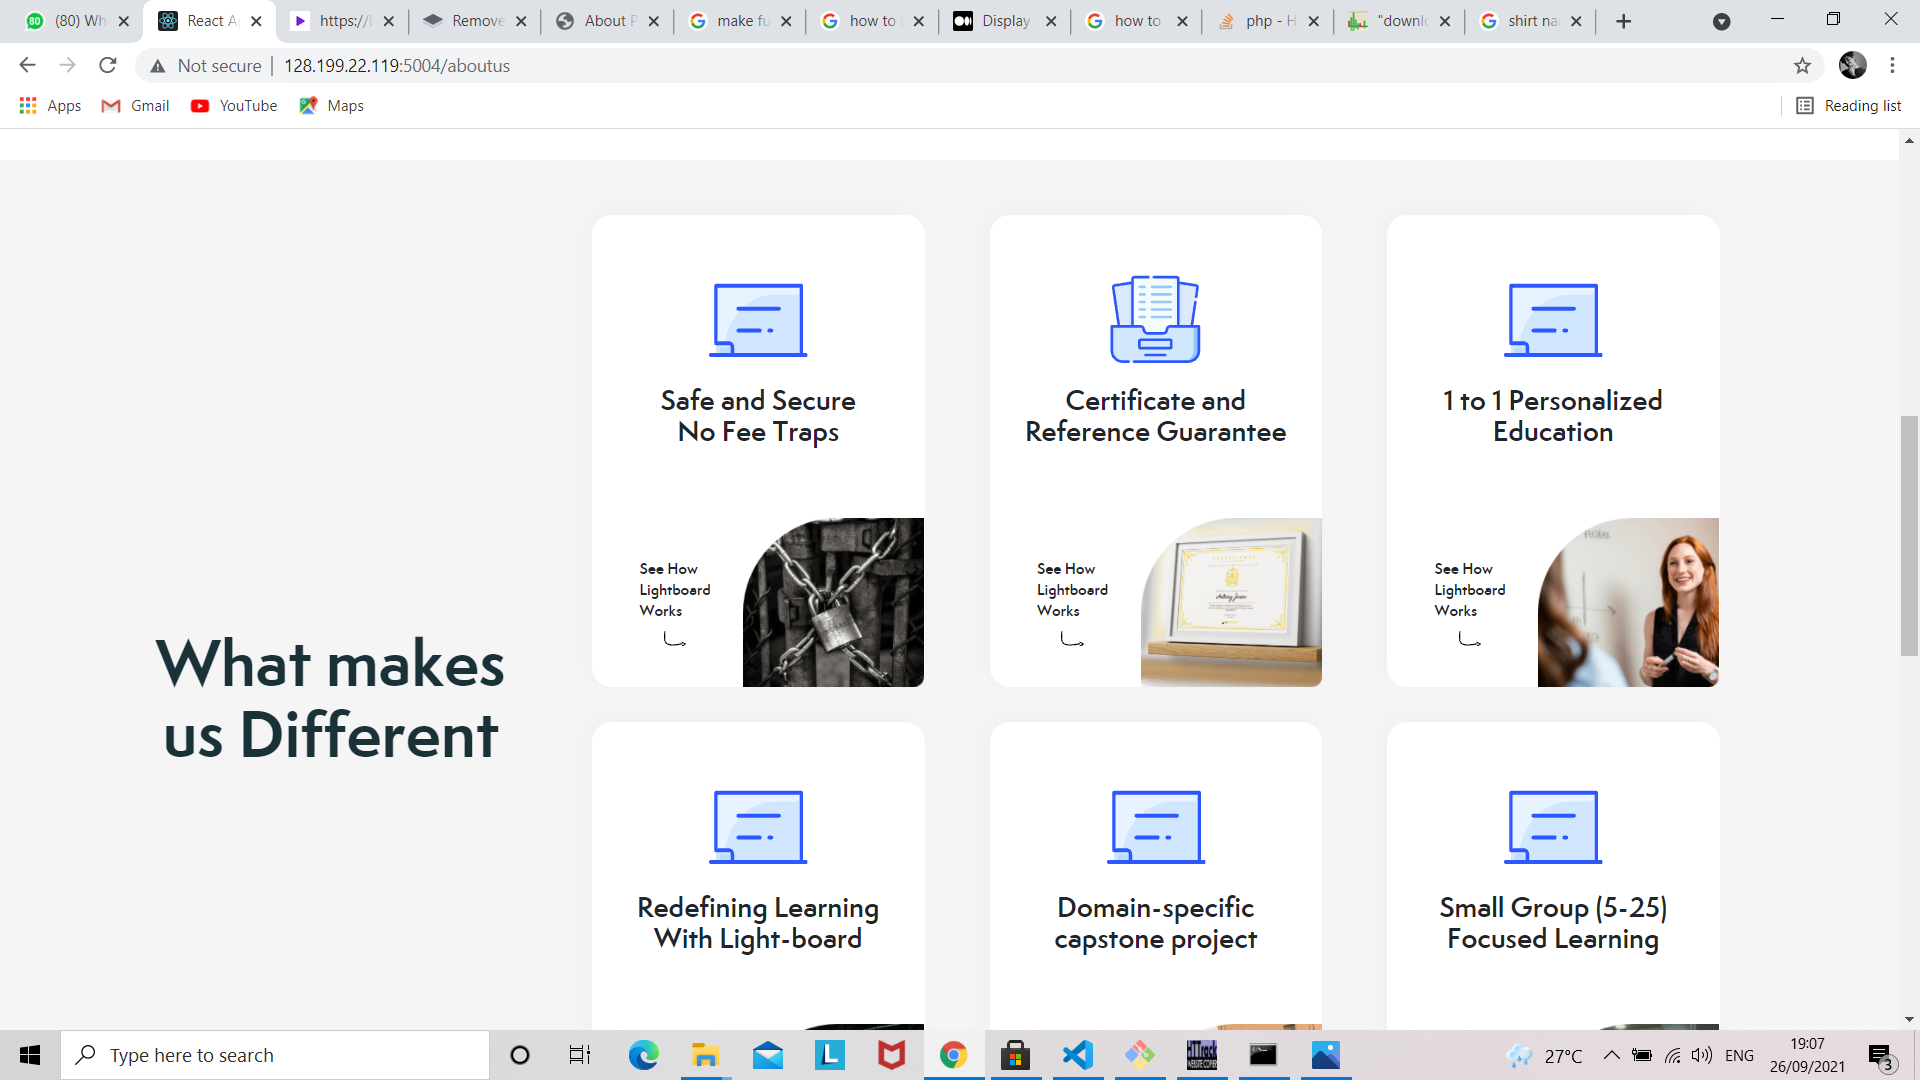 (80) Wh
React A
https://
Remove
About P
make fu
how to
Display
how to
php - H
"downlo
shirt na
Not secure
128.199.22.119:5004/aboutus
Apps
Gmail
YouTube
Maps
Reading list
What makes
us Different
Safe and Secure
No Fee Traps
See How
Lightboard
Works
Certificate and
Reference Guarantee
See How
Lightboard
Works
1 to 1 Personalized
Education
See How
Lightboard
Works
Redefining Learning
With Light-board
Domain-specific
capstone project
Small Group (5-25)
Focused Learning
Type here to search
27°C
ENG
19:07
26/09/2021
3